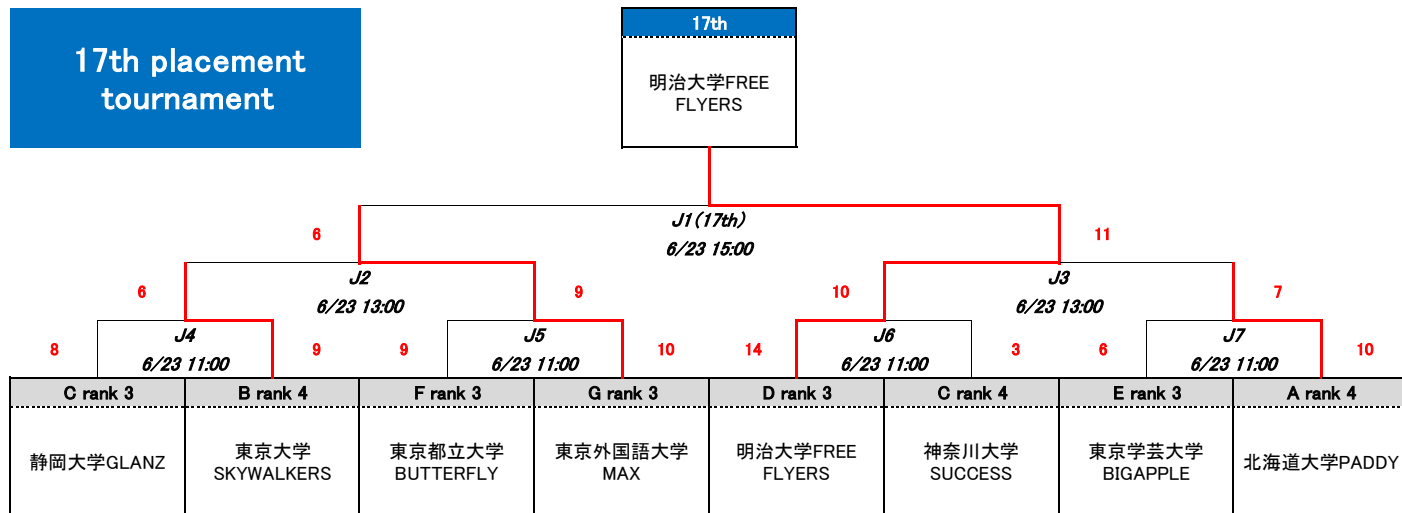 17th placement
tournament
17th
明治大学FREE
FLYERS
J1(17th)
6/23 15:00
6
11
J2
6/23 13:00
6
9
J3
6/23 13:00
10
7
J4
6/23 11:00
8
9
J5
6/23 11:00
9
10
J6
6/23 11:00
14
3
J7
6/23 11:00
6
10
C rank 3
B rank 4
F rank 3
G rank 3
D rank 3
C rank 4
E rank 3
A rank 4
静岡大学GLANZ
東京大学
SKYWALKERS
東京都立大学
BUTTERFLY
東京外国語大学
MAX
明治大学FREE
FLYERS
神奈川大学
SUCCESS
東京学芸大学
BIGAPPLE
北海道大学PADDY